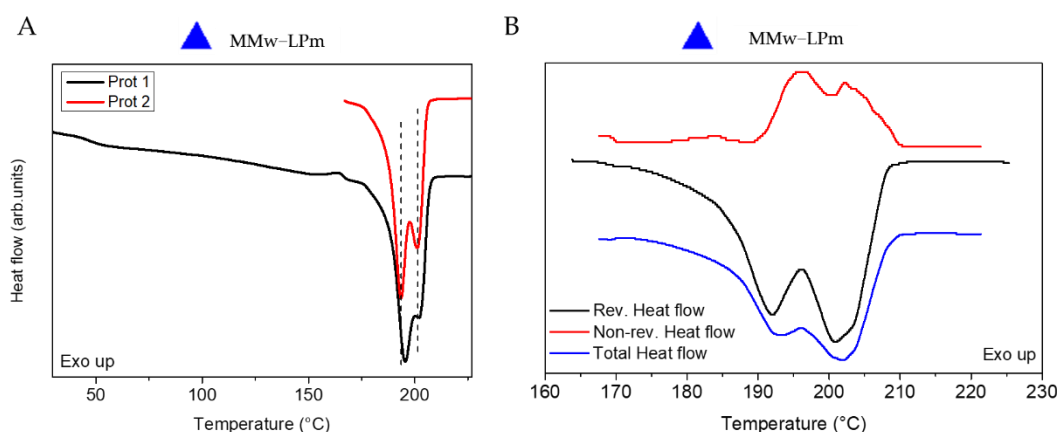 A
MMw–LPm
Prot 1
Prot 2
Heat flow (arb.units)
Exo up
50
100
150
200
Temperature (°C)
B
MMw–LPm
Rev. Heat flow
Non-rev. Heat flow
Total Heat flow
Exo up
160
170
180
190
200
210
220
230
Temperature (°C)